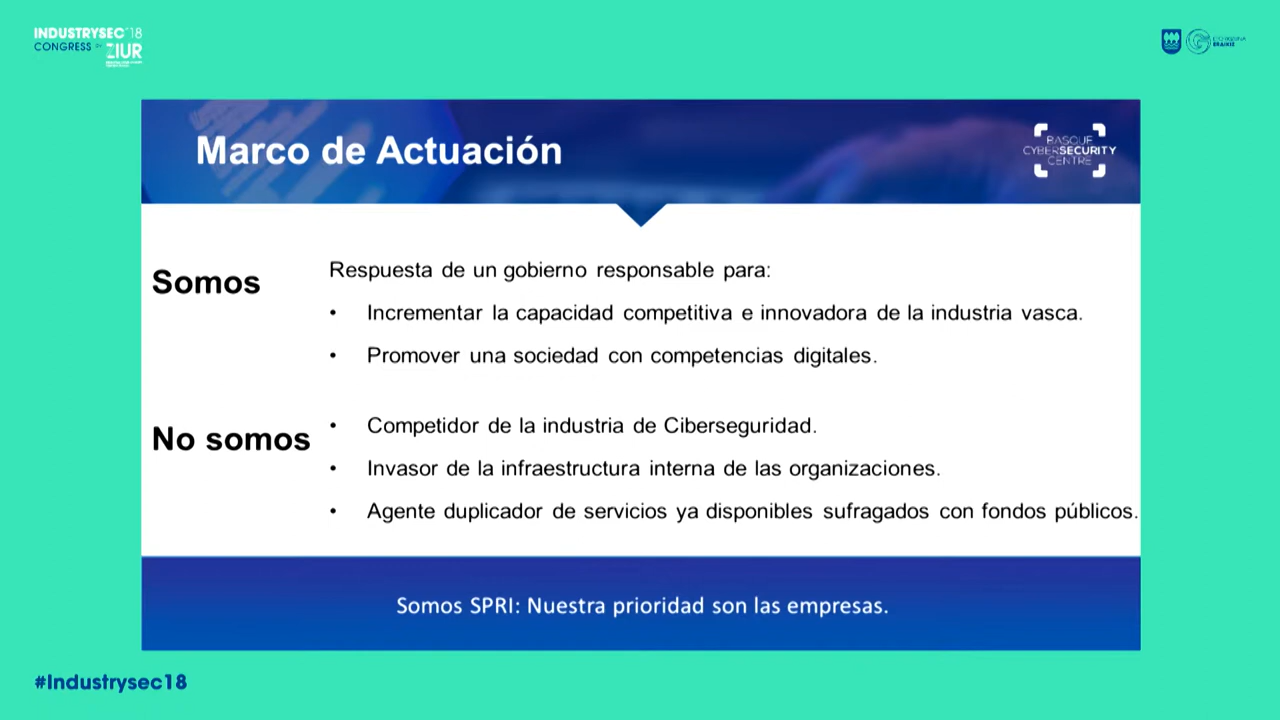 INDUSTRYSEC'18
CONGRESS BY ZIUR
Marco de Actuación
BASQUE
CYBERSECURITY
CENTRE
Somos
Respuesta de un gobierno responsable para:
• Incrementar la capacidad competitiva e innovadora de la industria vasca.
• Promover una sociedad con competencias digitales.
No somos
• Competidor de la industria de Ciberseguridad.
• Invasor de la infraestructura interna de las organizaciones.
• Agente duplicador de servicios ya disponibles sufragados con fondos públicos.
Somos SPRI: Nuestra prioridad son las empresas.
#Industrysec18